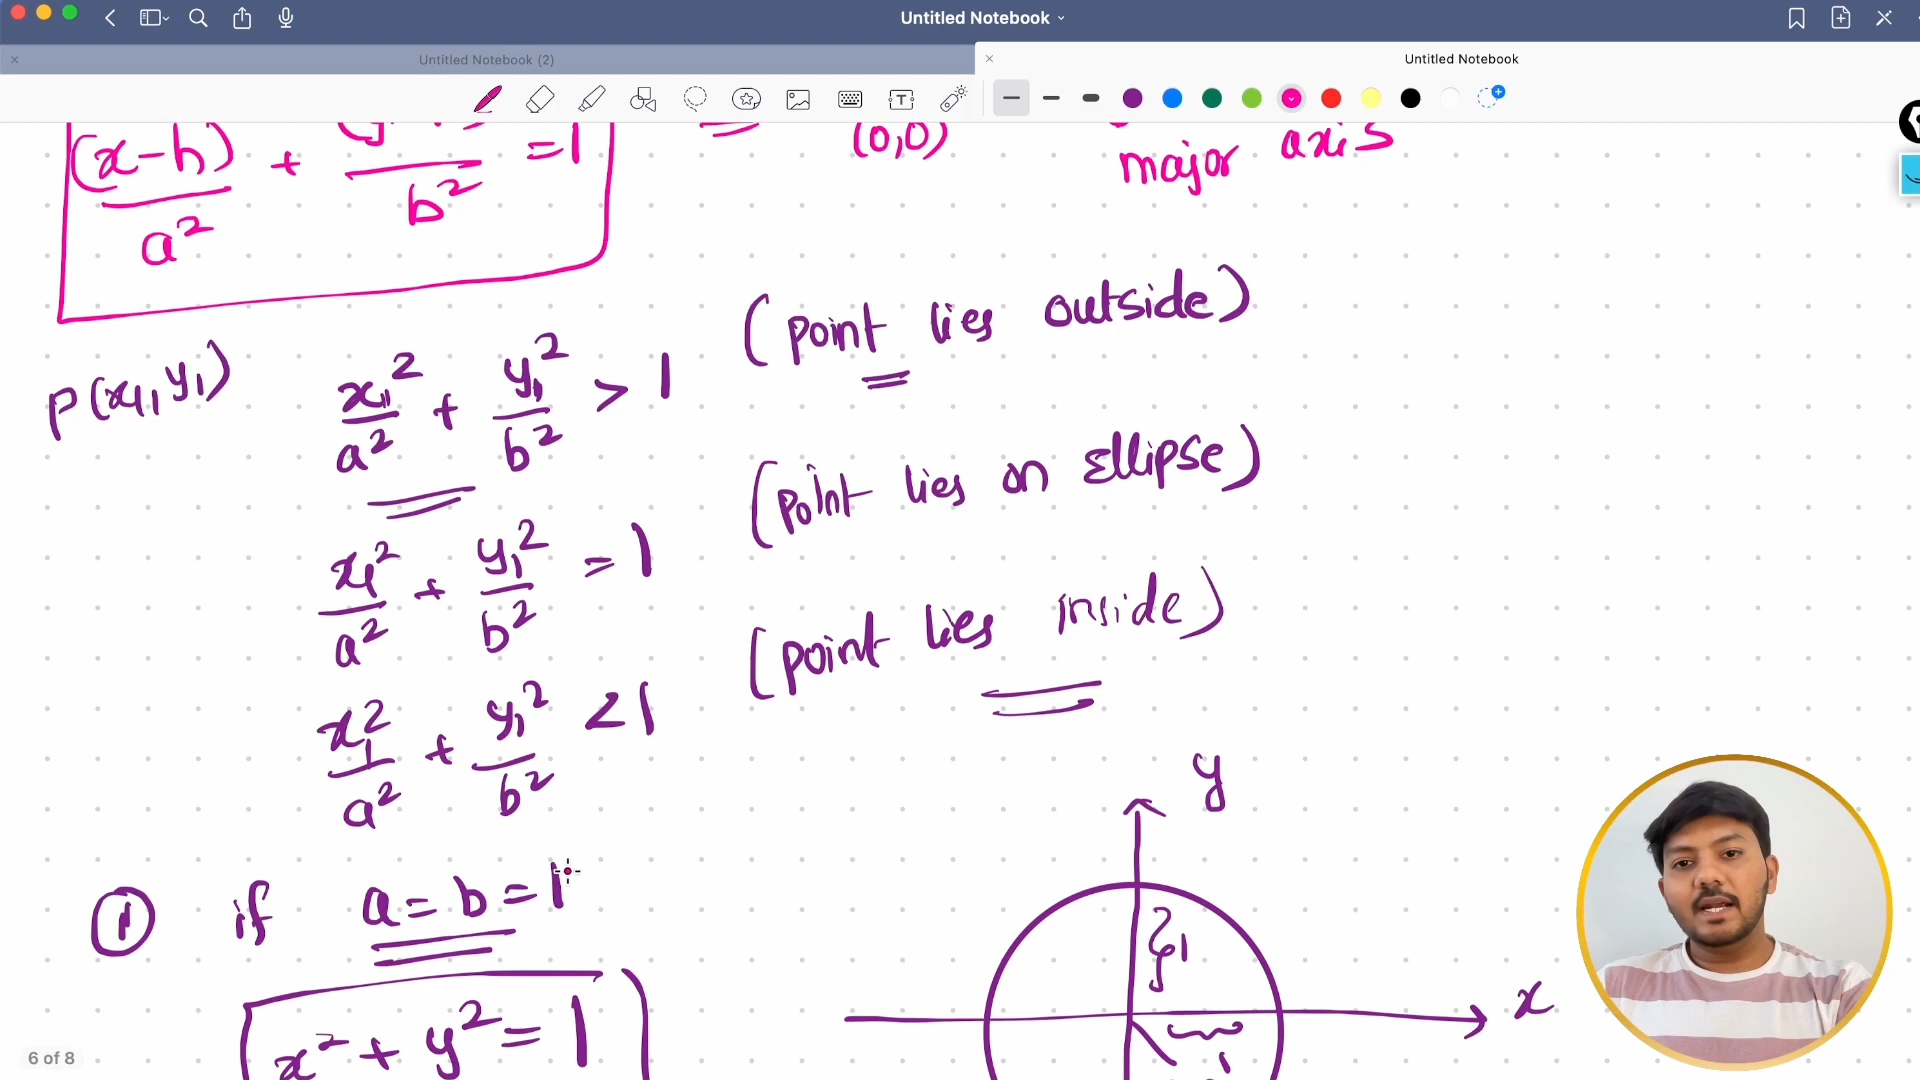 Untitled Notebook
Untitled Notebook (2)
Untitled Notebook
(x-h)/a² + /b² = 1
(0,0)
major axis
P(x₁,y₁)
x₁²/a² + y₁²/b² > 1
(point lies outside)
x₁²/a² + y₁²/b² = 1
(point lies on Ellipse)
x₁²/a² + y₁²/b² < 1
(point lies inside)
y
① if a = b = 1
1
x
x² + y² = 1
1
6 of 8